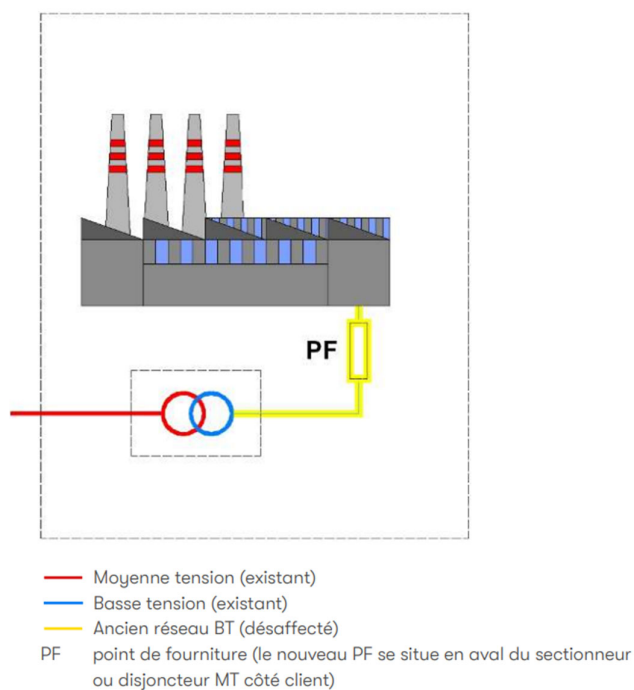 PF
Moyenne tension (existant)
Basse tension (existant)
Ancien réseau BT (désaffecté)
PF point de fourniture (le nouveau PF se situe en aval du sectionneur
ou disjoncteur MT côté client)